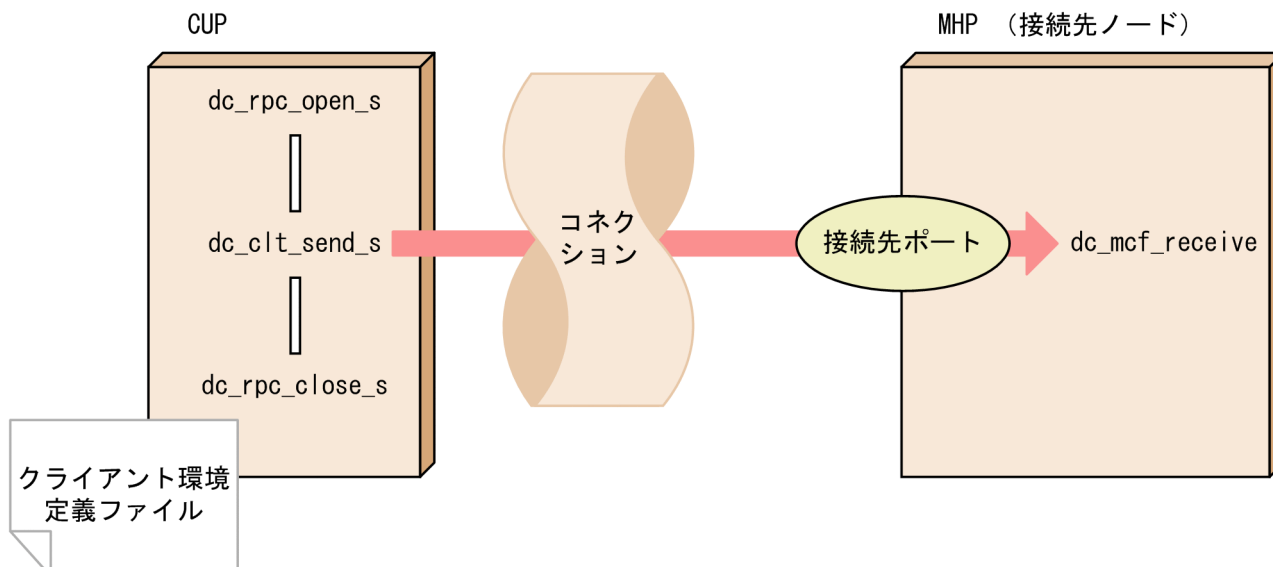 CUP
MHP （接続先ノード）
dc_rpc_open_s
dc_clt_send_s
dc_rpc_close_s
コネク
ション
接続先ポート
dc_mcf_receive
クライアント環境
定義ファイル